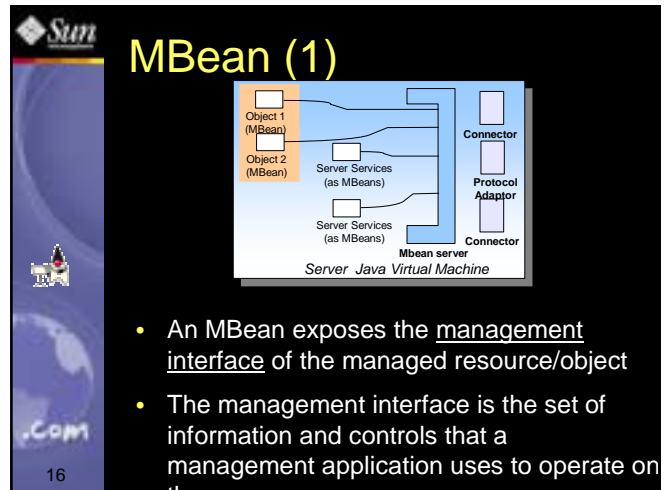 Sun
MBean (1)
Object 1
(MBean)
Object 2
(MBean)
Server Services
(as MBeans)
Server Services
(as MBeans)
Connector
Protocol
Adaptor
Connector
Mbean server
Server Java Virtual Machine
• An MBean exposes the management
interface of the managed resource/object
• The management interface is the set of
information and controls that a
management application uses to operate on
.com
16